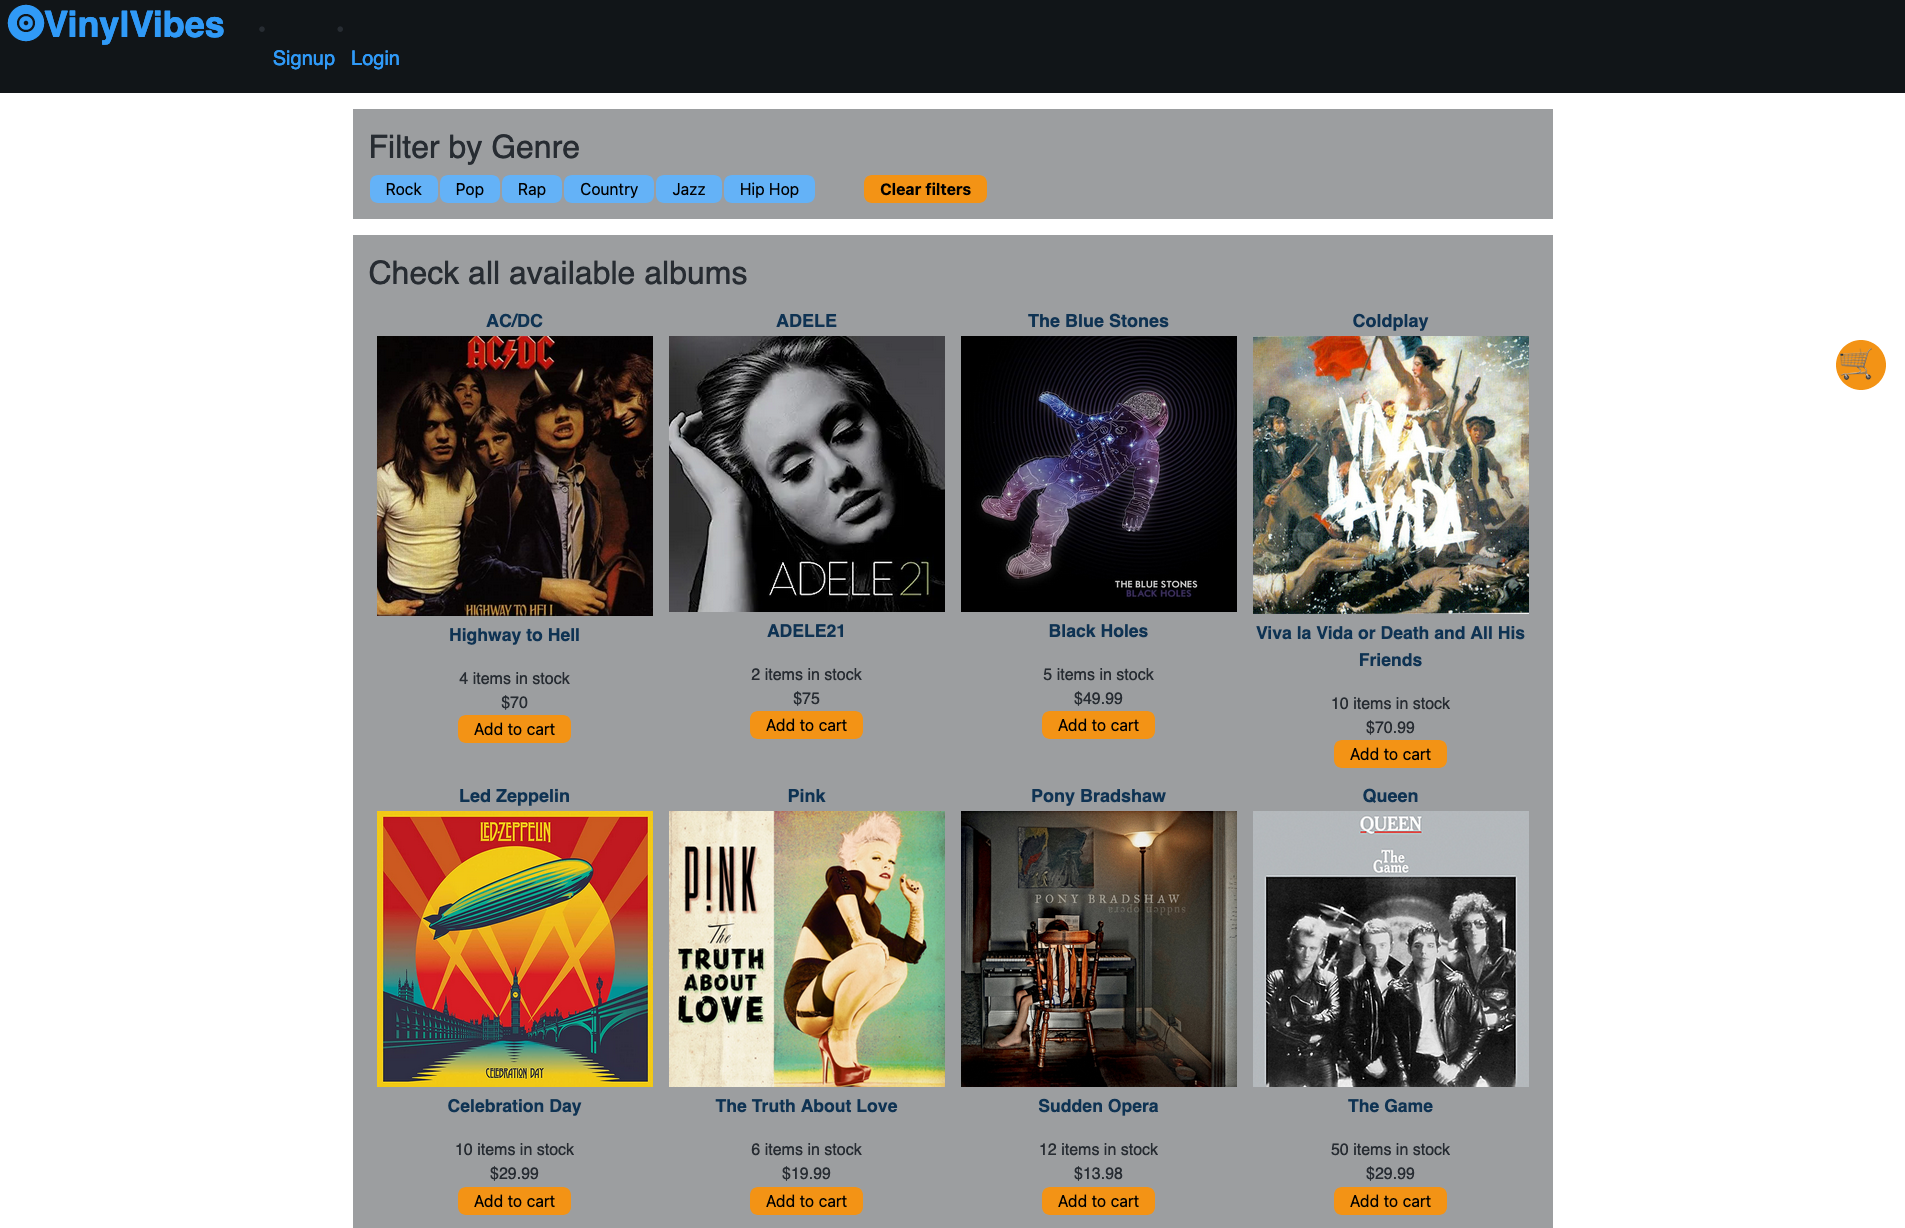 VinylVibes
Signup Login
Filter by Genre
Rock Pop Rap Country Jazz Hip Hop Clear filters
Check all available albums
AC/DC ADELE The Blue Stones Coldplay
AC/DC
HIGHWAY TO HELL
ADELE 21
THE BLUE STONES
BLACK HOLES
VIVA
LA VIDA
Highway to Hell ADELE21 Black Holes Viva la Vida or Death and All His
Friends
4 items in stock 2 items in stock 5 items in stock 10 items in stock
$70 $75 $49.99 $70.99
Add to cart Add to cart Add to cart Add to cart
Led Zeppelin Pink Pony Bradshaw Queen
LED-ZEPPELIN
CELEBRATION DAY
P!NK
The
TRUTH
ABOUT
LOVE
PONY BRADSHAW
sudden opera
QUEEN
The
Game
Celebration Day The Truth About Love Sudden Opera The Game
10 items in stock 6 items in stock 12 items in stock 50 items in stock
$29.99 $19.99 $13.98 $29.99
Add to cart Add to cart Add to cart Add to cart